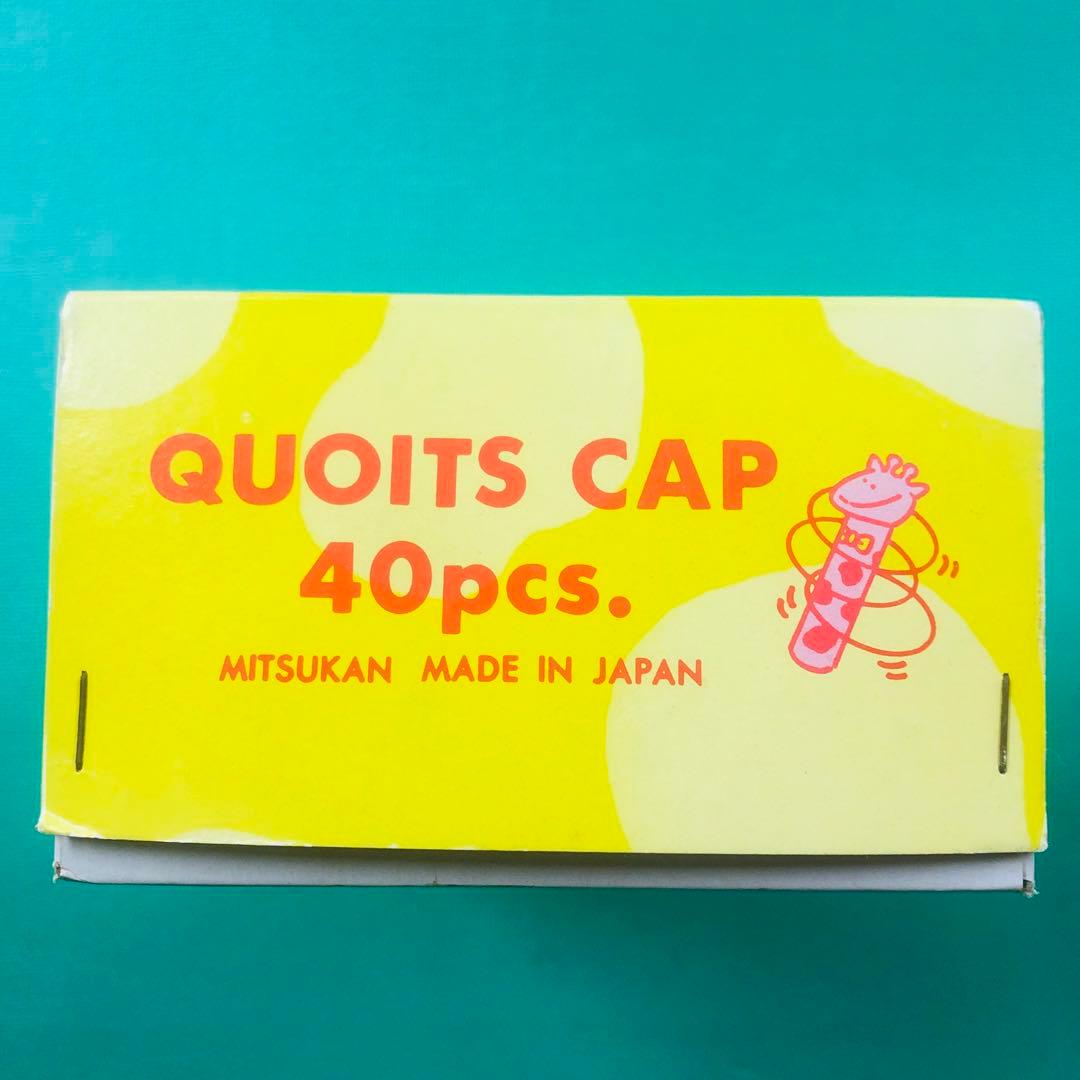 QUOITS CAP
40pcs.
MITSUKAN MADE IN JAPAN